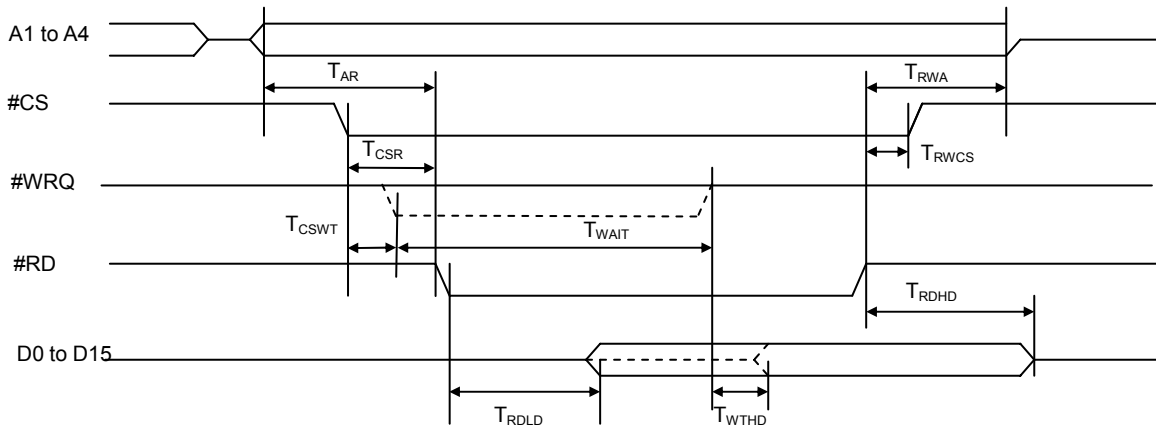 A1 to A4
T_AR
T_RWA
#CS
T_CSR
T_RWCS
#WRQ
T_CSWT
T_WAIT
#RD
T_RDHD
D0 to D15
T_RDLD
T_WTHD